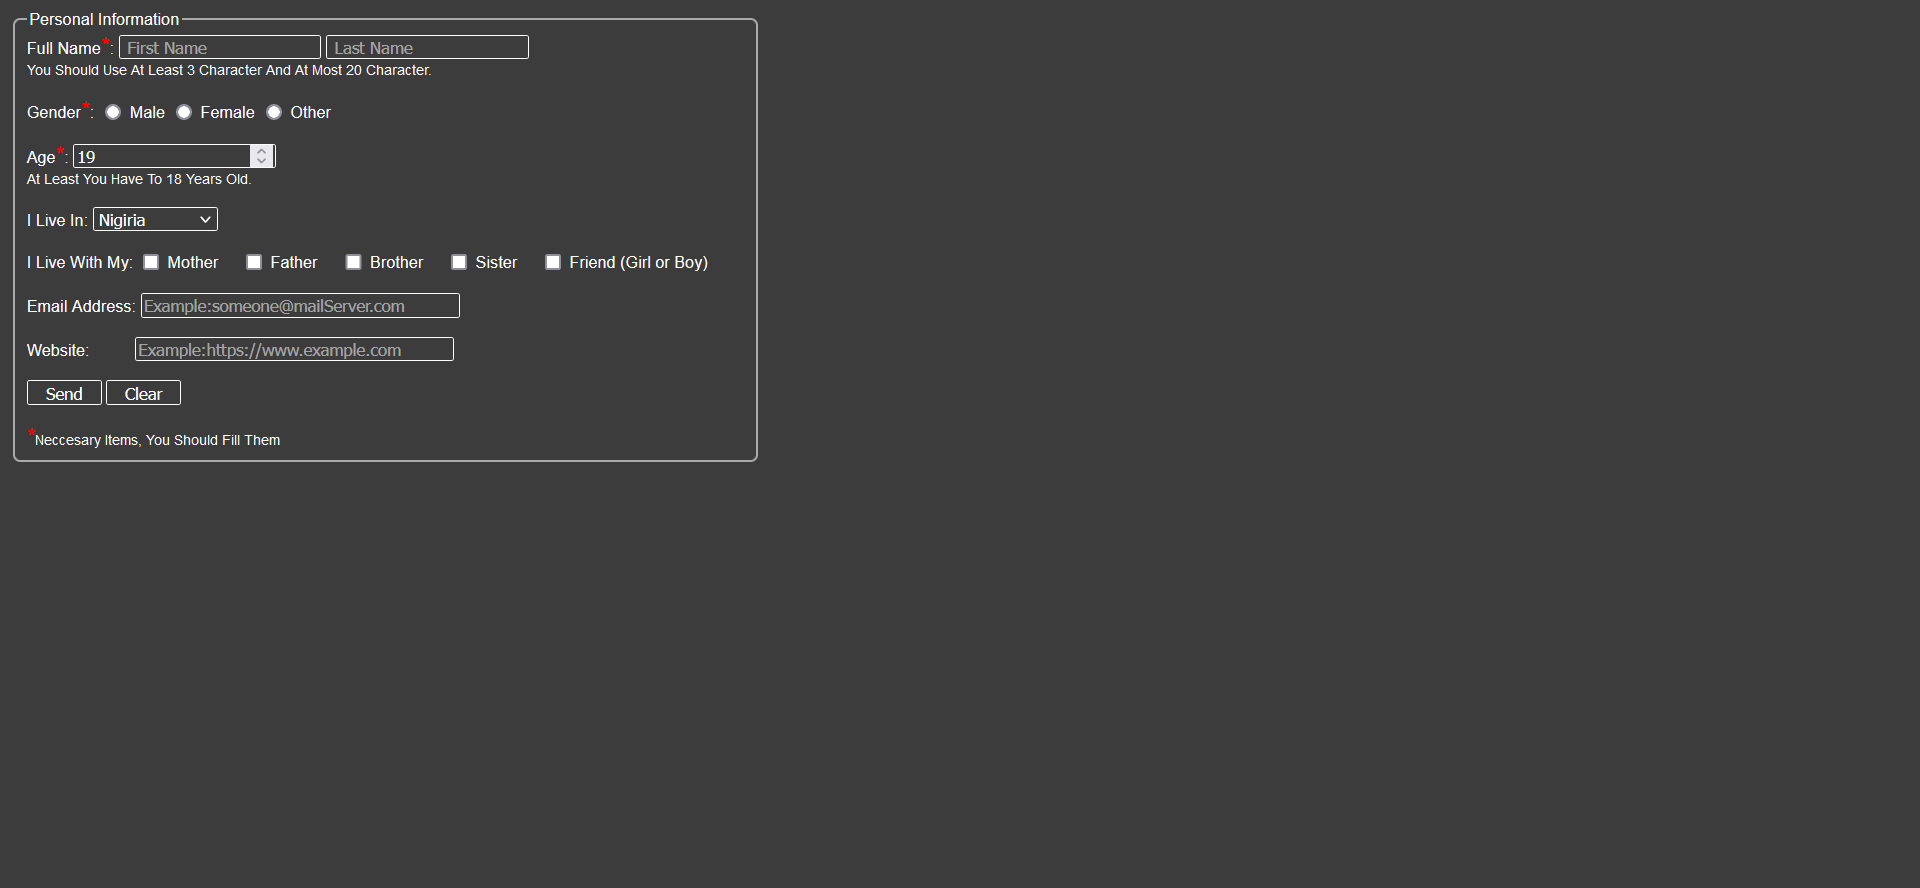 Personal Information
Full Name*: First Name Last Name
You Should Use At Least 3 Character And At Most 20 Character.
Gender*: Male Female Other
Age*: 19
At Least You Have To 18 Years Old.
I Live In: Nigiria
I Live With My: Mother Father Brother Sister Friend (Girl or Boy)
Email Address: Example:someone@mailServer.com
Website: Example:https://www.example.com
Send Clear
*Neccesary Items, You Should Fill Them